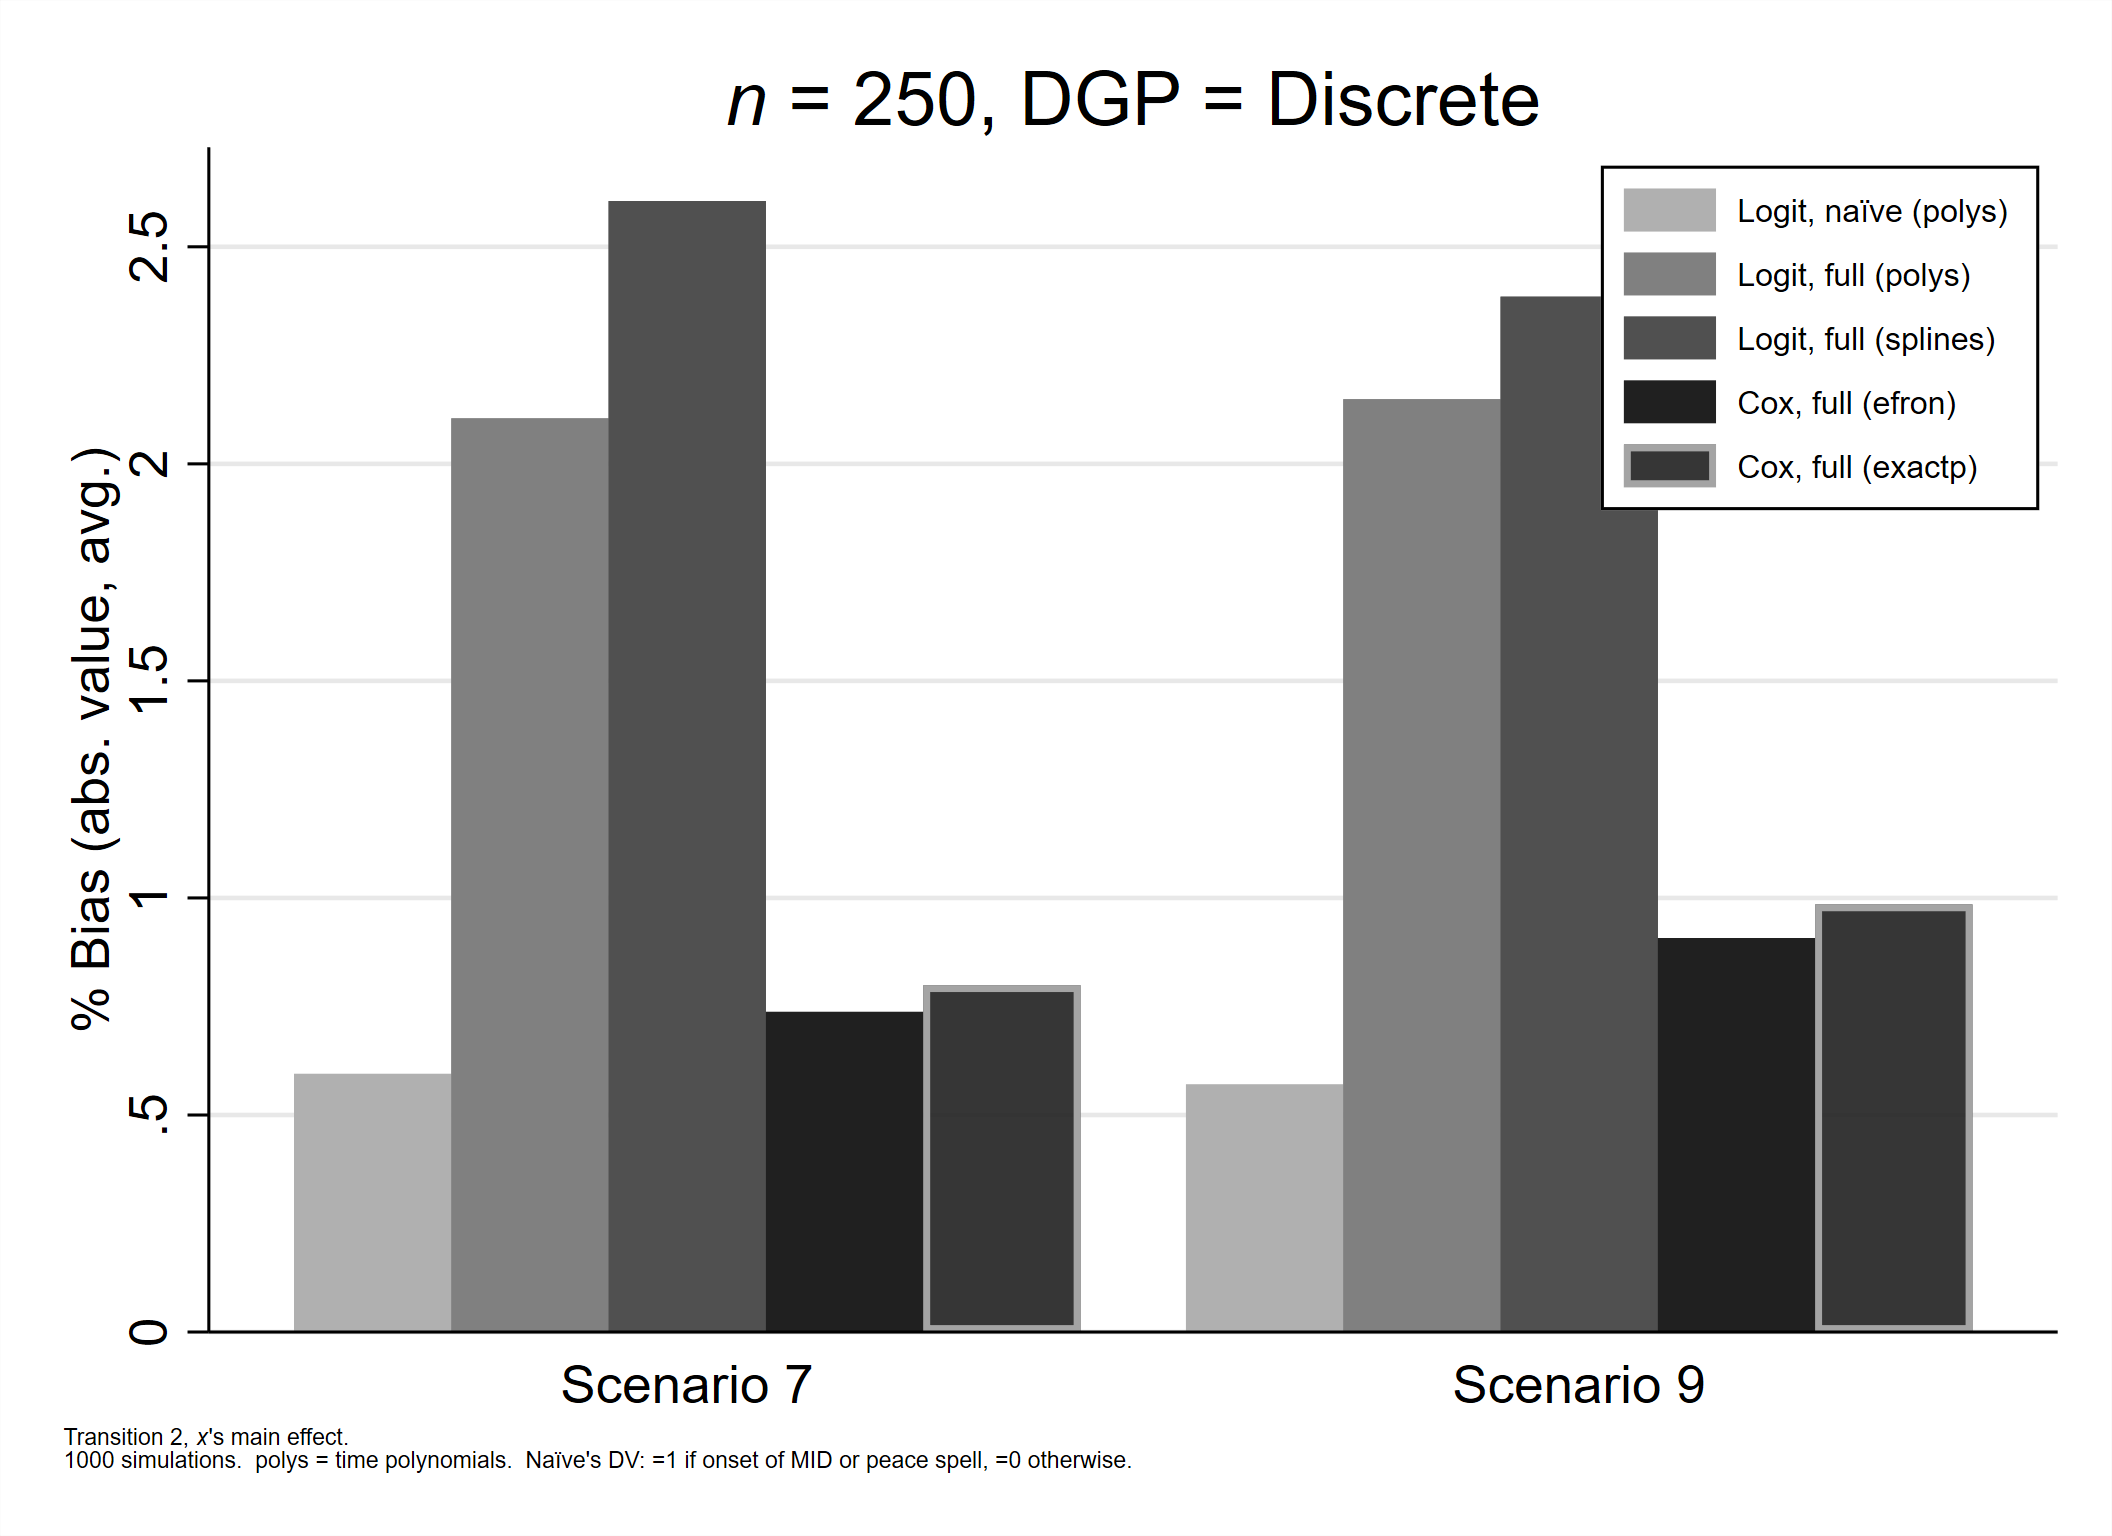 n = 250, DGP = Discrete
% Bias (abs. value, avg.)
2.5
2
1.5
1
.5
0
Logit, naïve (polys)
Logit, full (polys)
Logit, full (splines)
Cox, full (efron)
Cox, full (exactp)
Scenario 7
Scenario 9
Transition 2, x's main effect.
1000 simulations.  polys = time polynomials.  Naïve's DV: =1 if onset of MID or peace spell, =0 otherwise.